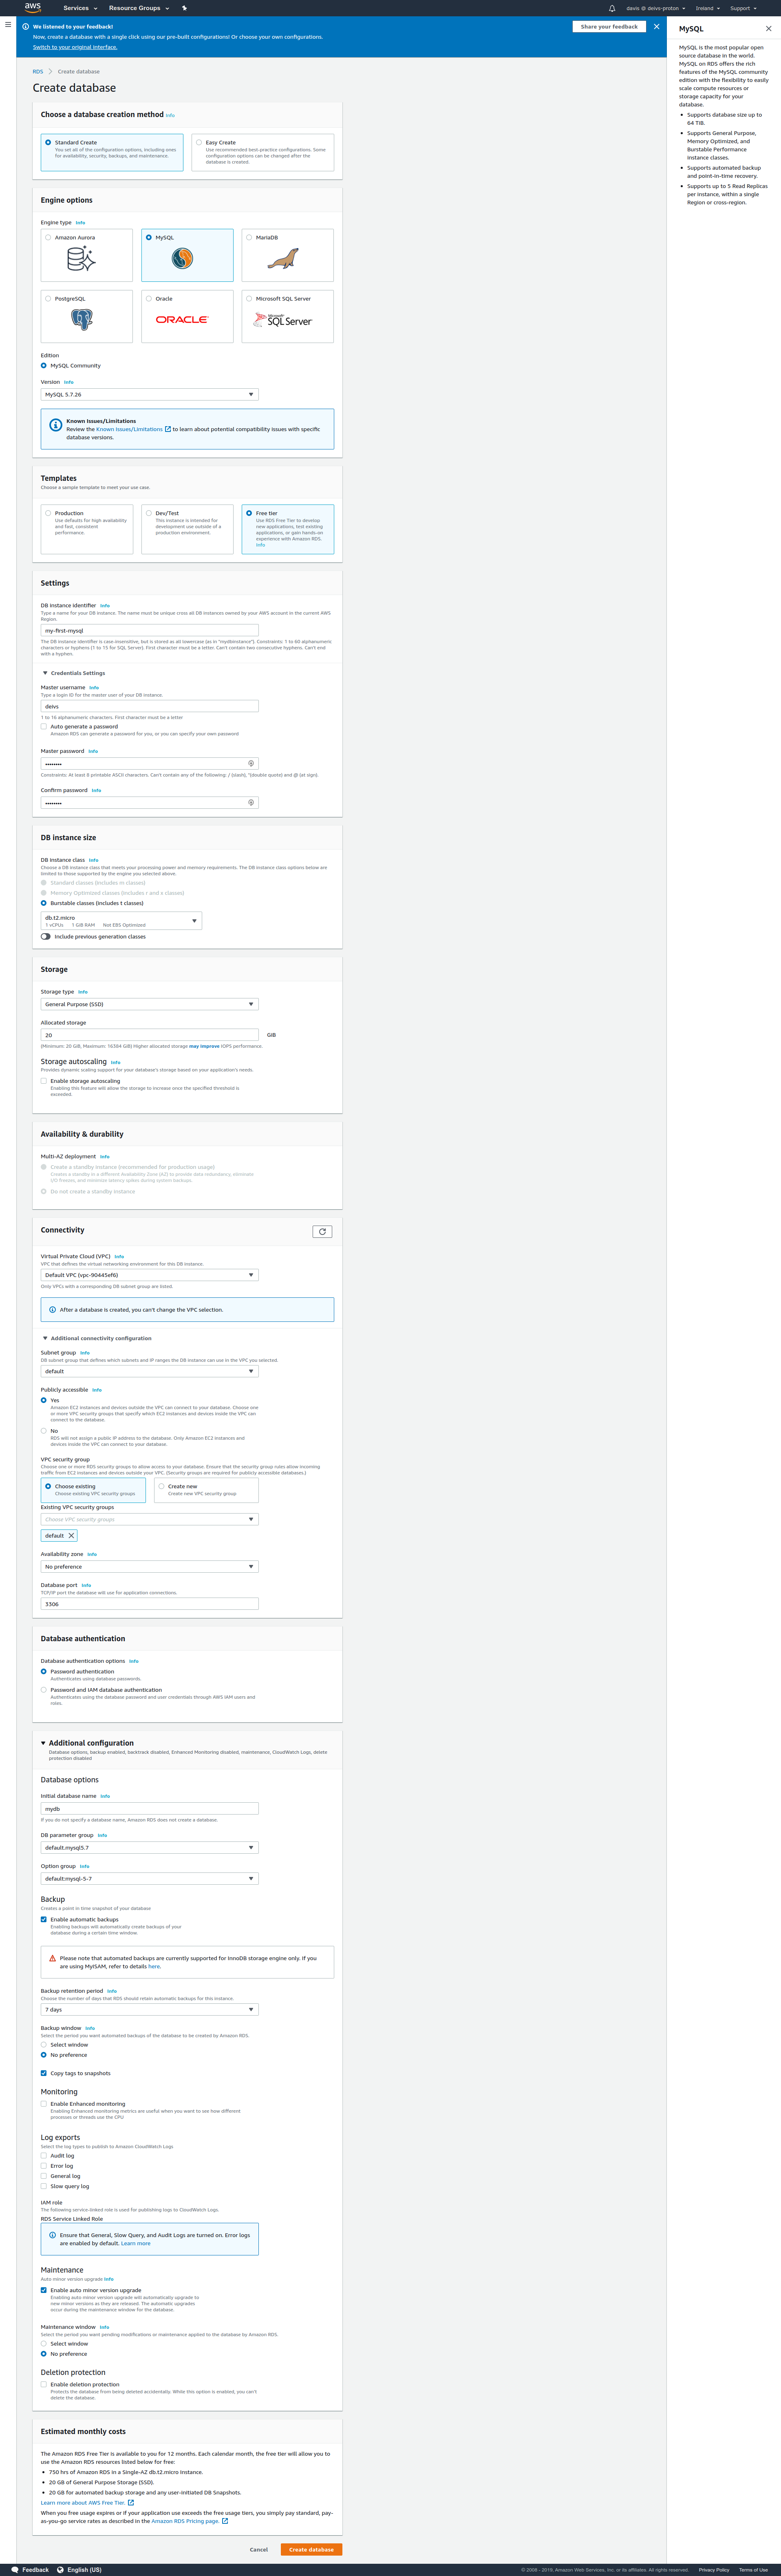 aws
Services
Resource Groups
davis @ deivs-proton
Ireland
Support
We listened to your feedback!
Now, create a database with a single click using our pre-built configurations! Or choose your own configurations.
Switch to your original interface.
Share your feedback
RDS
Create database
Create database
Choose a database creation method Info
Standard Create
You set all of the configuration options, including ones
for availability, security, backups, and maintenance.
Easy Create
Use recommended best-practice configurations. Some
configuration options can be changed after the
database is created.
Engine options
Engine type Info
Amazon Aurora
MySQL
MariaDB
PostgreSQL
Oracle
ORACLE
Microsoft SQL Server
Microsoft
SQL Server
Edition
MySQL Community
Version Info
MySQL 5.7.26
Known Issues/Limitations
Review the Known Issues/Limitations to learn about potential compatibility issues with specific
database versions.
Templates
Choose a sample template to meet your use case.
Production
Use defaults for high availability
and fast, consistent
performance.
Dev/Test
This instance is intended for
development use outside of a
production environment.
Free tier
Use RDS Free Tier to develop
new applications, test existing
applications, or gain hands-on
experience with Amazon RDS.
Info
Settings
DB instance identifier Info
Type a name for your DB instance. The name must be unique cross all DB instances owned by your AWS account in the current AWS
Region.
my-first-mysql
The DB instance identifier is case-insensitive, but is stored as all lowercase (as in "mydbinstance"). Constraints: 1 to 60 alphanumeric
characters or hyphens (1 to 15 for SQL Server). First character must be a letter. Can't contain two consecutive hyphens. Can't end
with a hyphen.
Credentials Settings
Master username Info
Type a login ID for the master user of your DB instance.
deivs
1 to 16 alphanumeric characters. First character must be a letter
Auto generate a password
Amazon RDS can generate a password for you, or you can specify your own password
Master password Info
••••••••
Constraints: At least 8 printable ASCII characters. Can't contain any of the following: / (slash), "(double quote) and @ (at sign).
Confirm password Info
••••••••
DB instance size
DB instance class Info
Choose a DB instance class that meets your processing power and memory requirements. The DB instance class options below are
limited to those supported by the engine you selected above.
Standard classes (includes m classes)
Memory Optimized classes (includes r and x classes)
Burstable classes (includes t classes)
db.t2.micro
1 vCPUs 1 GiB RAM Not EBS Optimized
Include previous generation classes
Storage
Storage type Info
General Purpose (SSD)
Allocated storage
20
GiB
(Minimum: 20 GiB, Maximum: 16384 GiB) Higher allocated storage may improve IOPS performance.
Storage autoscaling Info
Provides dynamic scaling support for your database's storage based on your application's needs.
Enable storage autoscaling
Enabling this feature will allow the storage to increase once the specified threshold is
exceeded.
Availability & durability
Multi-AZ deployment Info
Create a standby instance (recommended for production usage)
Creates a standby in a different Availability Zone (AZ) to provide data redundancy, eliminate
I/O freezes, and minimize latency spikes during system backups.
Do not create a standby instance
Connectivity
Virtual Private Cloud (VPC) Info
VPC that defines the virtual networking environment for this DB instance.
Default VPC (vpc-90445ef6)
Only VPCs with a corresponding DB subnet group are listed.
After a database is created, you can't change the VPC selection.
Additional connectivity configuration
Subnet group Info
DB subnet group that defines which subnets and IP ranges the DB instance can use in the VPC you selected.
default
Publicly accessible Info
Yes
Amazon EC2 instances and devices outside the VPC can connect to your database. Choose one
or more VPC security groups that specify which EC2 instances and devices inside the VPC can
connect to the database.
No
RDS will not assign a public IP address to the database. Only Amazon EC2 instances and
devices inside the VPC can connect to your database.
VPC security group
Choose one or more RDS security groups to allow access to your database. Ensure that the security group rules allow incoming
traffic from EC2 instances and devices outside your VPC. (Security groups are required for publicly accessible databases.)
Choose existing
Choose existing VPC security groups
Create new
Create new VPC security group
Existing VPC security groups
Choose VPC security groups
default
Availability zone Info
No preference
Database port Info
TCP/IP port the database will use for application connections.
3306
Database authentication
Database authentication options Info
Password authentication
Authenticates using database passwords.
Password and IAM database authentication
Authenticates using the database password and user credentials through AWS IAM users and
roles.
Additional configuration
Database options, backup enabled, backtrack disabled, Enhanced Monitoring disabled, maintenance, CloudWatch Logs, delete
protection disabled
Database options
Initial database name Info
mydb
If you do not specify a database name, Amazon RDS does not create a database.
DB parameter group Info
default.mysql5.7
Option group Info
default:mysql-5-7
Backup
Creates a point in time snapshot of your database
Enable automatic backups
Enabling backups will automatically create backups of your
database during a certain time window.
Please note that automated backups are currently supported for InnoDB storage engine only. If you
are using MyISAM, refer to details here.
Backup retention period Info
Choose the number of days that RDS should retain automatic backups for this instance.
7 days
Backup window Info
Select the period you want automated backups of the database to be created by Amazon RDS.
Select window
No preference
Copy tags to snapshots
Monitoring
Enable Enhanced monitoring
Enabling Enhanced monitoring metrics are useful when you want to see how different
processes or threads use the CPU
Log exports
Select the log types to publish to Amazon CloudWatch Logs
Audit log
Error log
General log
Slow query log
IAM role
The following service-linked role is used for publishing logs to CloudWatch Logs.
RDS Service Linked Role
Ensure that General, Slow Query, and Audit Logs are turned on. Error logs
are enabled by default. Learn more
Maintenance
Auto minor version upgrade Info
Enable auto minor version upgrade
Enabling auto minor version upgrade will automatically upgrade to
new minor versions as they are released. The automatic upgrades
occur during the maintenance window for the database.
Maintenance window Info
Select the period you want pending modifications or maintenance applied to the database by Amazon RDS.
Select window
No preference
Deletion protection
Enable deletion protection
Protects the database from being deleted accidentally. While this option is enabled, you can't
delete the database.
Estimated monthly costs
The Amazon RDS Free Tier is available to you for 12 months. Each calendar month, the free tier will allow you to
use the Amazon RDS resources listed below for free:
• 750 hrs of Amazon RDS in a Single-AZ db.t2.micro Instance.
• 20 GB of General Purpose Storage (SSD).
• 20 GB for automated backup storage and any user-initiated DB Snapshots.
Learn more about AWS Free Tier.
When your free usage expires or if your application use exceeds the free usage tiers, you simply pay standard, pay-
as-you-go service rates as described in the Amazon RDS Pricing page.
Cancel
Create database
MySQL
MySQL is the most popular open
source database in the world.
MySQL on RDS offers the rich
features of the MySQL community
edition with the flexibility to easily
scale compute resources or
storage capacity for your
database.
• Supports database size up to
64 TiB.
• Supports General Purpose,
Memory Optimized, and
Burstable Performance
instance classes.
• Supports automated backup
and point-in-time recovery.
• Supports up to 5 Read Replicas
per instance, within a single
Region or cross-region.
Feedback
English (US)
© 2008 - 2019, Amazon Web Services, Inc. or its affiliates. All rights reserved.
Privacy Policy
Terms of Use